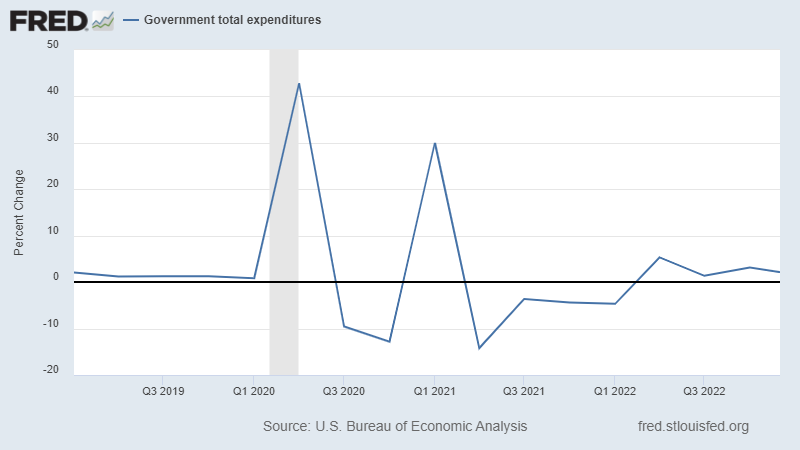 FRED
Government total expenditures
50
40
30
20
10
0
-10
-20
Percent Change
Q3 2019
Q1 2020
Q3 2020
Q1 2021
Q3 2021
Q1 2022
Q3 2022
Source: U.S. Bureau of Economic Analysis
fred.stlouisfed.org